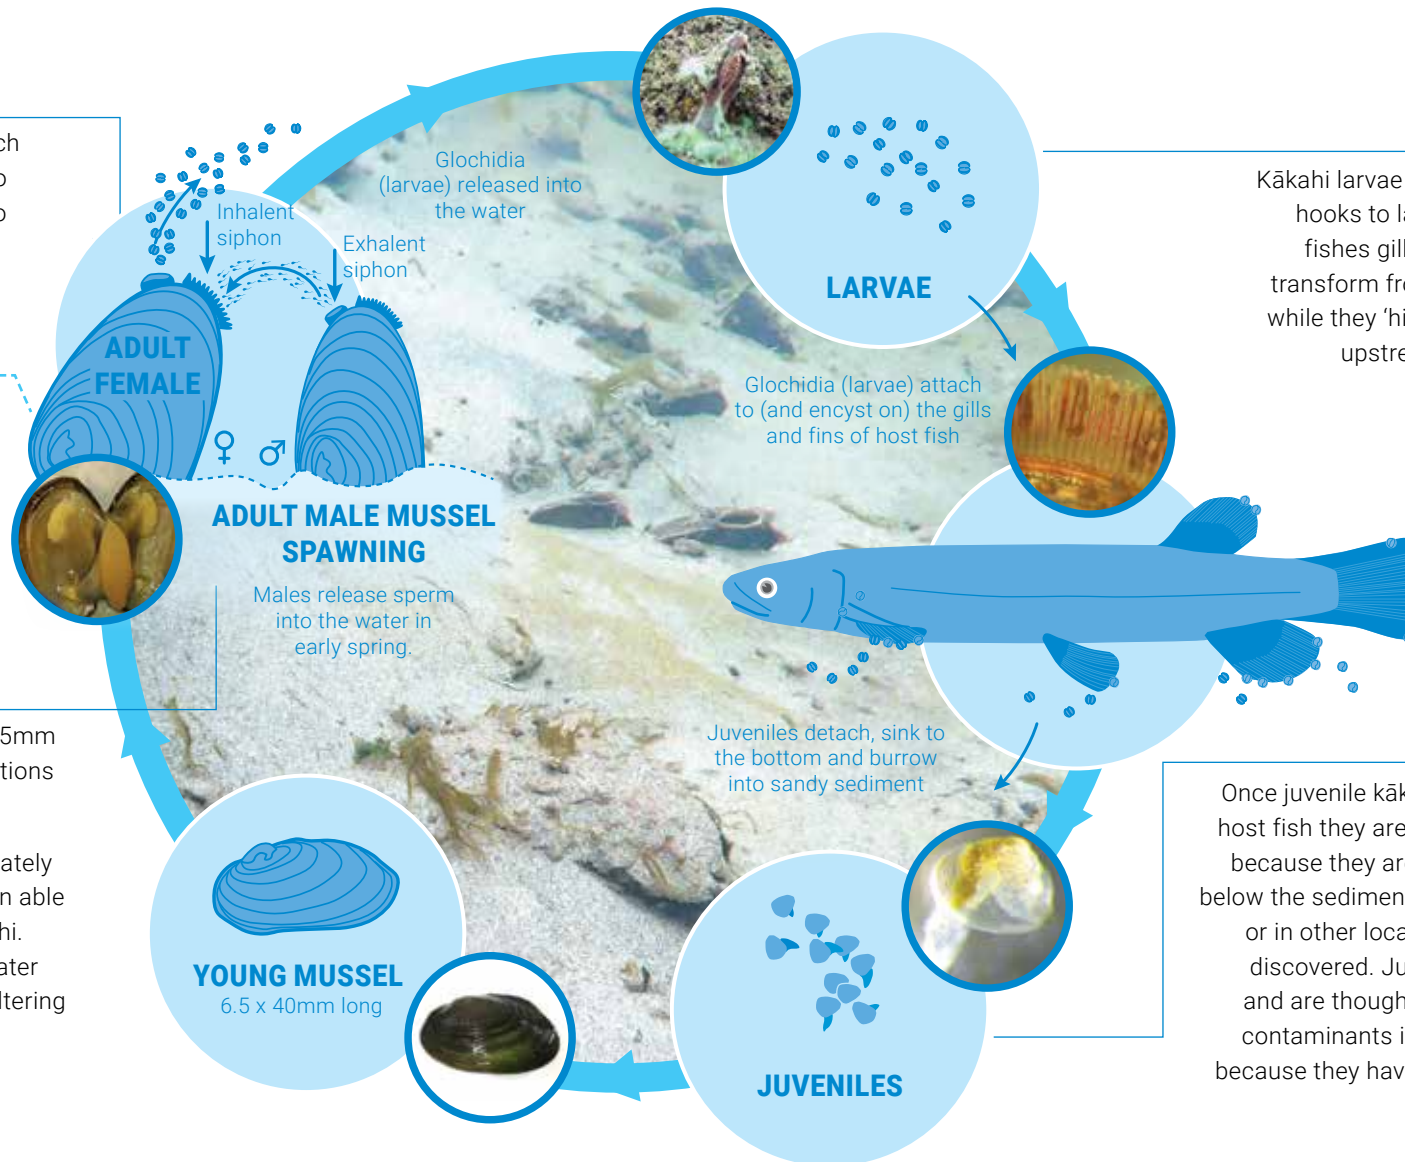 ch
o
o
Glochidia
(larvae) released into
the water
Inhalent
siphon
Exhalent
siphon
ADULT
FEMALE
♀ ♂
ADULT MALE MUSSEL
SPAWNING
Males release sperm
into the water in
early spring.
LARVAE
Kākahi larvae
hooks to la
fishes gill
transform fro
while they ‘hi
upstre
Glochidia (larvae) attach
to (and encyst on) the gills
and fins of host fish
Juveniles detach, sink to
the bottom and burrow
into sandy sediment
5mm
tions
ately
n able
hi.
ater
ltering
YOUNG MUSSEL
6.5 x 40mm long
JUVENILES
Once juvenile kāk
host fish they are
because they are
below the sediment
or in other loca
discovered. Ju
and are though
contaminants i
because they have